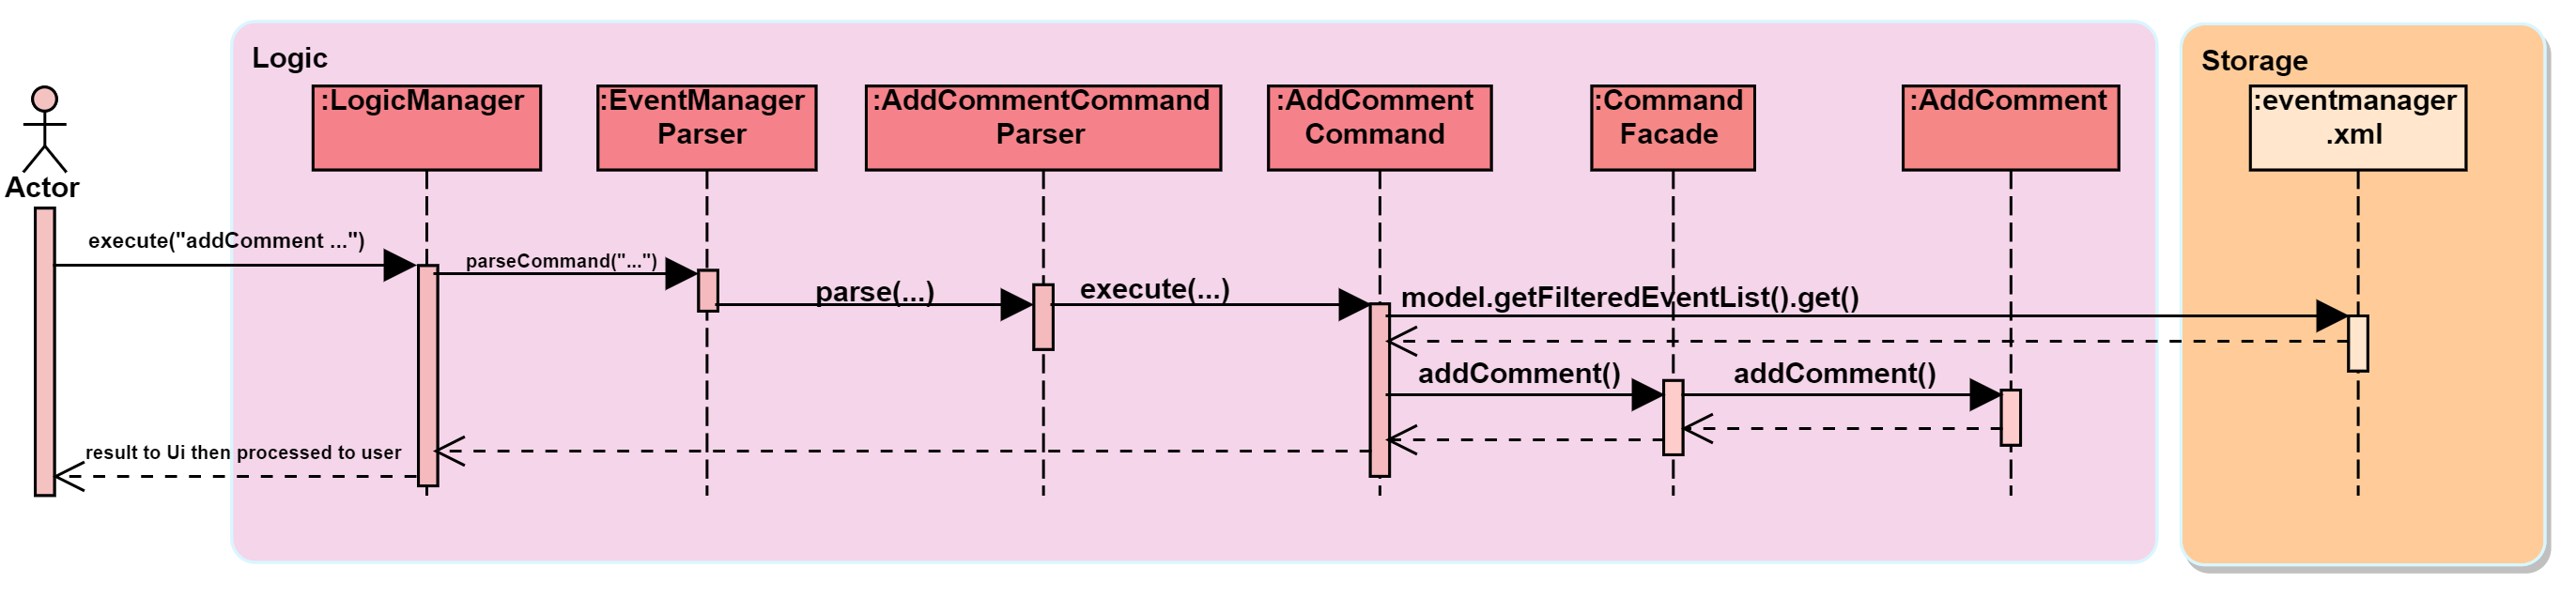 Logic
Storage
:LogicManager
:EventManager
Parser
:AddCommentCommand
Parser
:AddComment
Command
:Command
Facade
:AddComment
:eventmanager
.xml
Actor
execute("addComment ...")
parseCommand("...")
parse(...)
execute(...)
model.getFilteredEventList().get()
addComment()
addComment()
result to Ui then processed to user